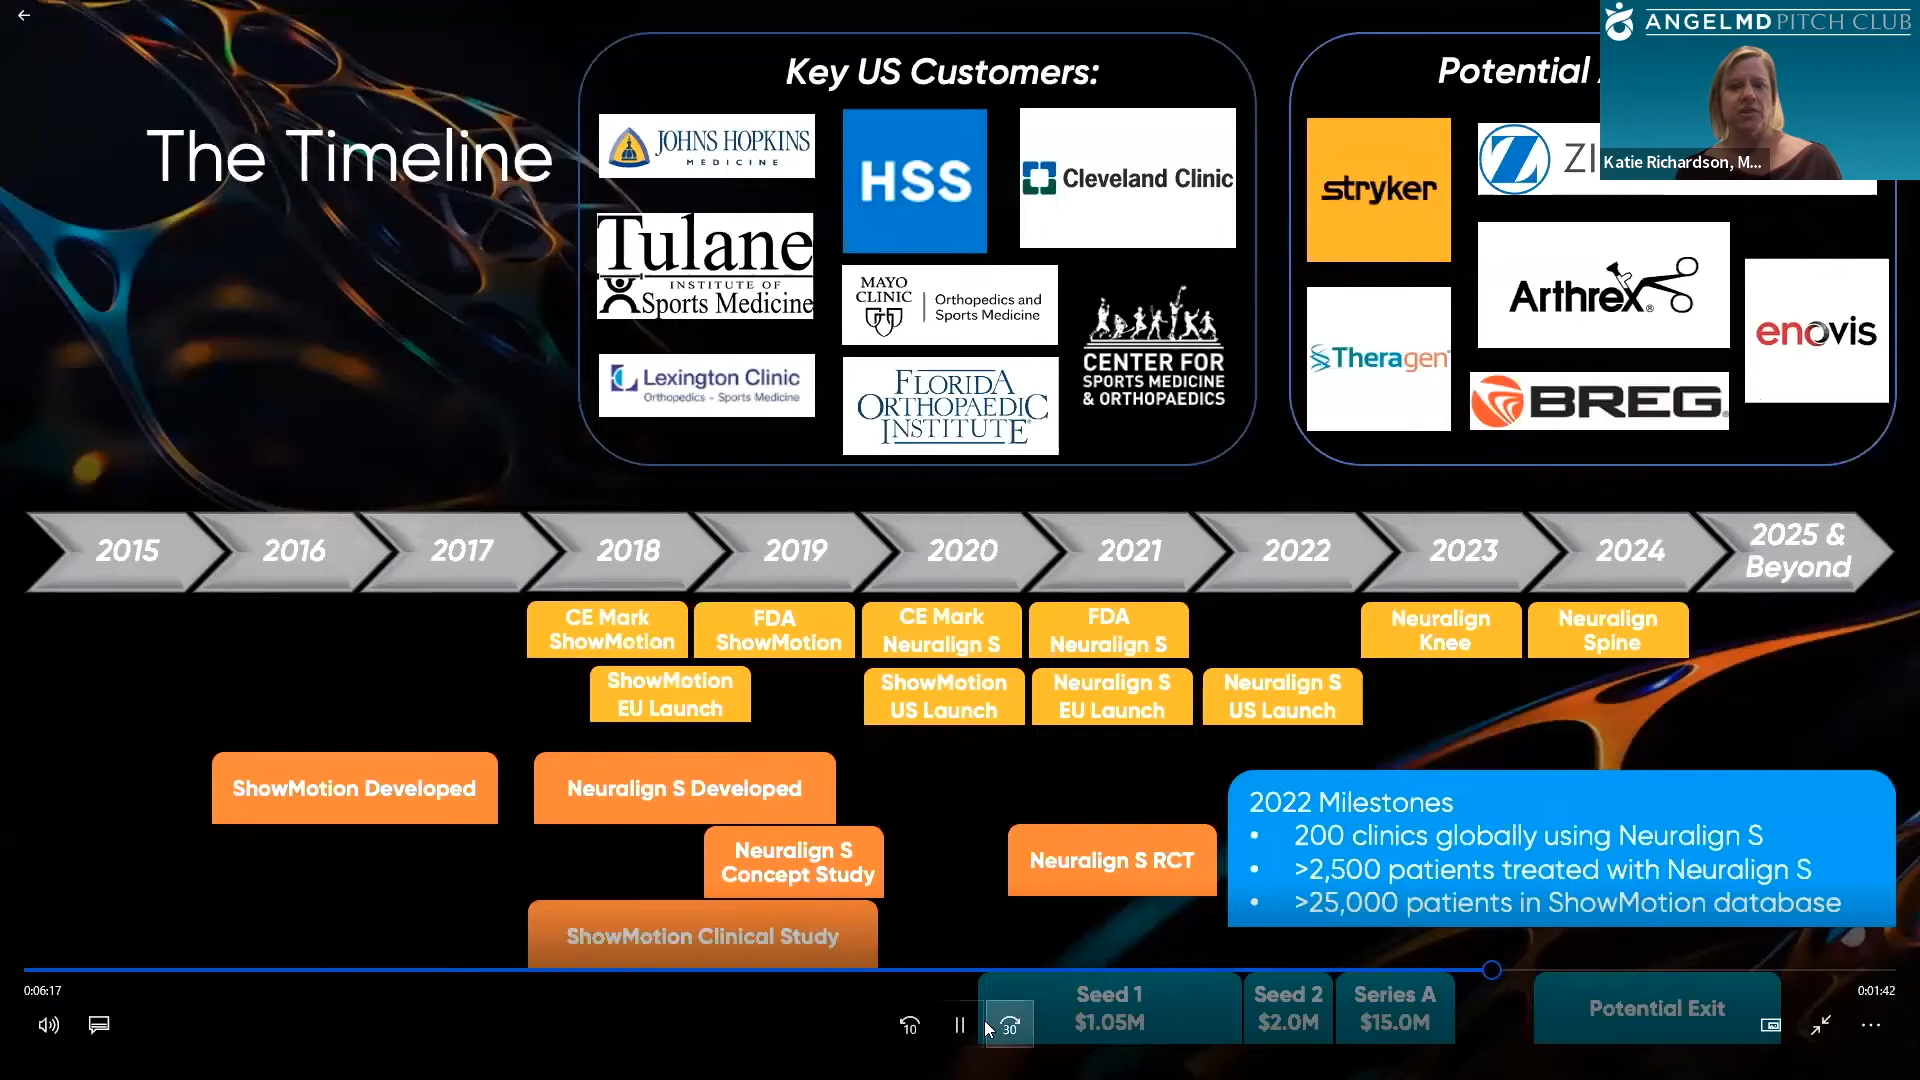 ANGELMD PITCH CLUB
Katie Richardson, M...
The Timeline
Key US Customers:
JOHNS HOPKINS
MEDICINE
HSS
Cleveland Clinic
Tulane
INSTITUTE OF
Sports Medicine
MAYO
CLINIC
Orthopedics and
Sports Medicine
CENTER FOR
SPORTS MEDICINE
& ORTHOPAEDICS
Lexington Clinic
Orthopedics - Sports Medicine
FLORIDA
ORTHOPAEDIC
INSTITUTE
Potential
stryker
Z ZI
Arthrex®
enovis
Theragen
BREG®
2015
2016
2017
2018
2019
2020
2021
2022
2023
2024
2025 &
Beyond
CE Mark
ShowMotion
FDA
ShowMotion
CE Mark
Neuralign S
FDA
Neuralign S
Neuralign
Knee
Neuralign
Spine
ShowMotion
EU Launch
ShowMotion
US Launch
Neuralign S
EU Launch
Neuralign S
US Launch
ShowMotion Developed
Neuralign S Developed
Neuralign S
Concept Study
Neuralign S RCT
ShowMotion Clinical Study
2022 Milestones
• 200 clinics globally using Neuralign S
• >2,500 patients treated with Neuralign S
• >25,000 patients in ShowMotion database
0:06:17
0:01:42
Seed 1
$1.05M
Seed 2
$2.0M
Series A
$15.0M
Potential Exit
10
30